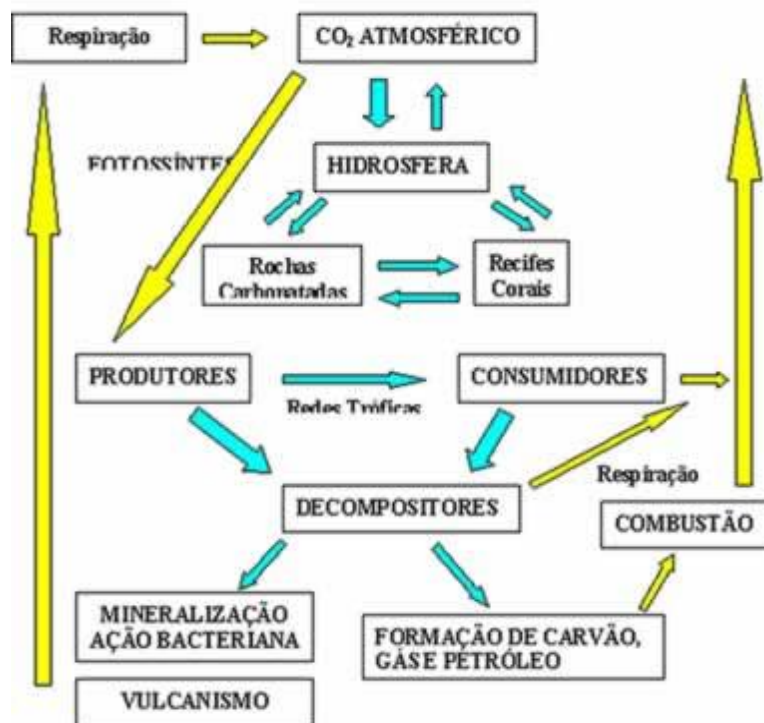 Respiração
CO₂ ATMOSFÉRICO
FOTOSSÍNTES
HIDROSFERA
Rochas
Carbonatadas
Recifes
Corais
PRODUTORES
CONSUMIDORES
Redes Tróficas
Respiração
DECOMPOSITORES
COMBUSTÃO
MINERALIZAÇÃO
AÇÃO BACTERIANA
FORMAÇÃO DE CARVÃO,
GÁS E PETRÓLEO
VULCANISMO